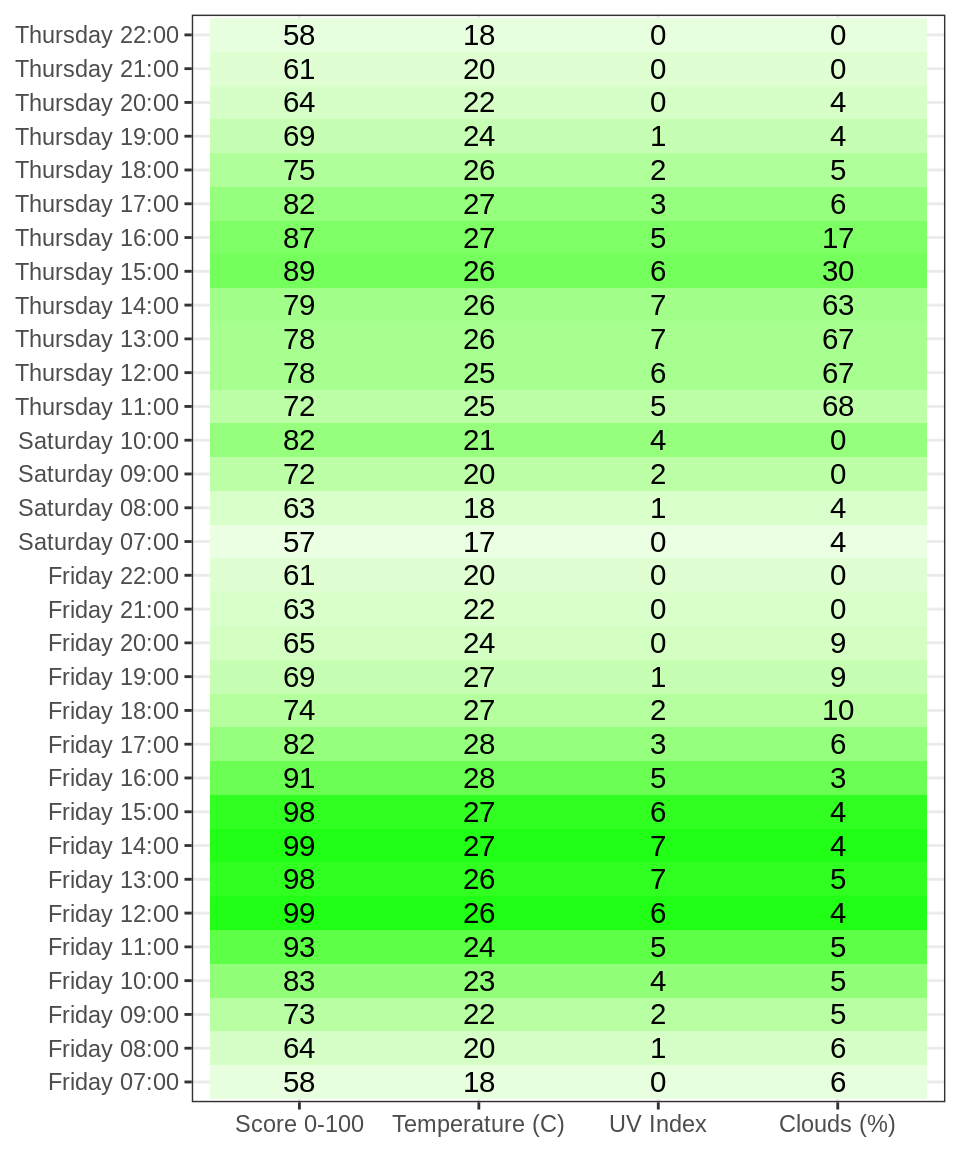 Thursday 22:00 58 18 0 0
Thursday 21:00 61 20 0 0
Thursday 20:00 64 22 0 4
Thursday 19:00 69 24 1 4
Thursday 18:00 75 26 2 5
Thursday 17:00 82 27 3 6
Thursday 16:00 87 27 5 17
Thursday 15:00 89 26 6 30
Thursday 14:00 79 26 7 63
Thursday 13:00 78 26 7 67
Thursday 12:00 78 25 6 67
Thursday 11:00 72 25 5 68
Saturday 10:00 82 21 4 0
Saturday 09:00 72 20 2 0
Saturday 08:00 63 18 1 4
Saturday 07:00 57 17 0 4
Friday 22:00 61 20 0 0
Friday 21:00 63 22 0 0
Friday 20:00 65 24 0 9
Friday 19:00 69 27 1 9
Friday 18:00 74 27 2 10
Friday 17:00 82 28 3 6
Friday 16:00 91 28 5 3
Friday 15:00 98 27 6 4
Friday 14:00 99 27 7 4
Friday 13:00 98 26 7 5
Friday 12:00 99 26 6 4
Friday 11:00 93 24 5 5
Friday 10:00 83 23 4 5
Friday 09:00 73 22 2 5
Friday 08:00 64 20 1 6
Friday 07:00 58 18 0 6
Score 0-100 Temperature (C) UV Index Clouds (%)